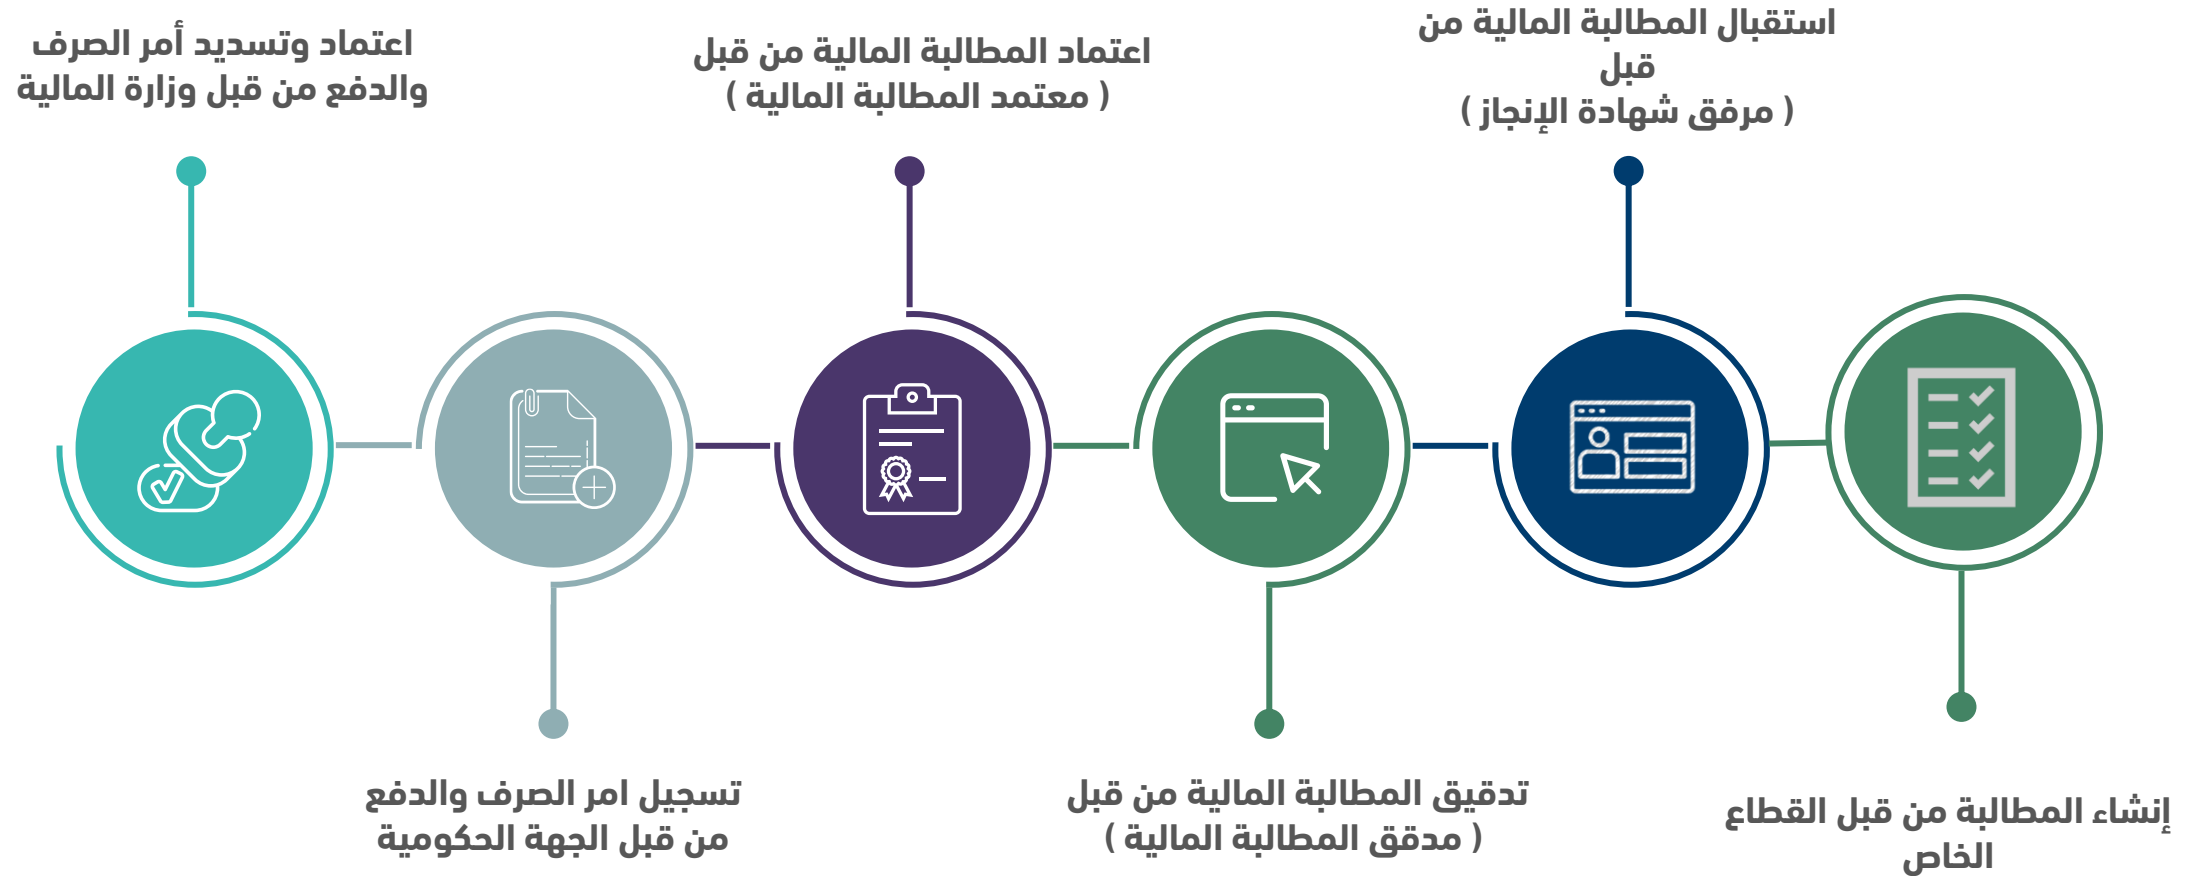 إنشاء المطالبة من قبل القطاع
الخاص
استقبال المطالبة المالية من
قبل
( مرفق شهادة الإنجاز )
تدقيق المطالبة المالية من قبل
( مدقق المطالبة المالية )
اعتماد المطالبة المالية من قبل
( معتمد المطالبة المالية )
تسجيل امر الصرف والدفع
من قبل الجهة الحكومية
اعتماد وتسديد أمر الصرف
والدفع من قبل وزارة المالية